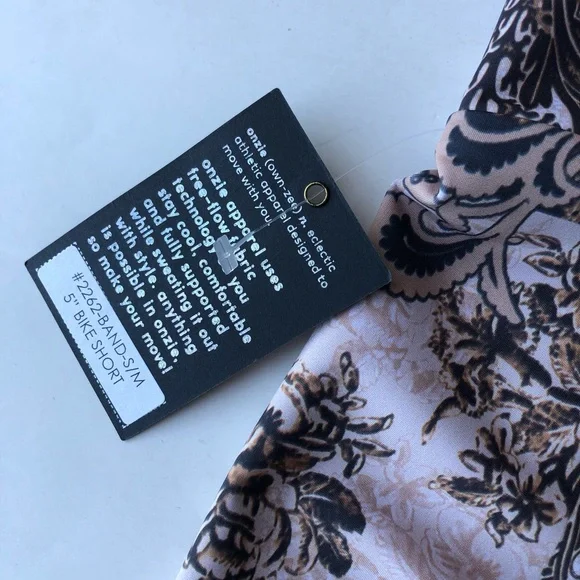 onzie (own-zee) n. eclectic
athletic apparel designed to
move with you
onzie apparel uses
free-flow fabric
technology. you
stay cool, comfortable
and fully supported
while sweating it out
with style. anything
is possible in onzie,
so make your move!
#2262-BAND-S/M
5" BIKE SHORT